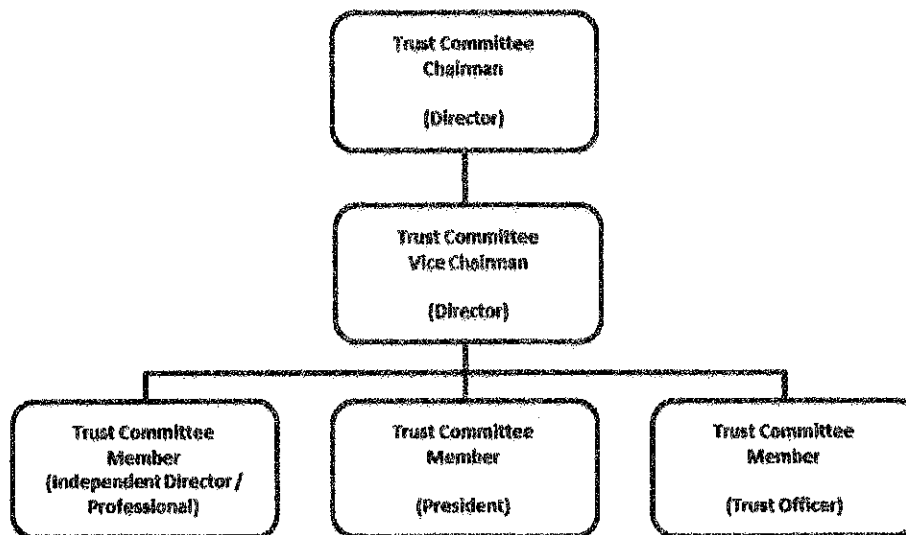 Trust Committee
Chairman
(Director)
Trust Committee
Vice Chairman
(Director)
Trust Committee
Member
(Independent Director /
Professional)
Trust Committee
Member
(President)
Trust Committee
Member
(Trust Officer)